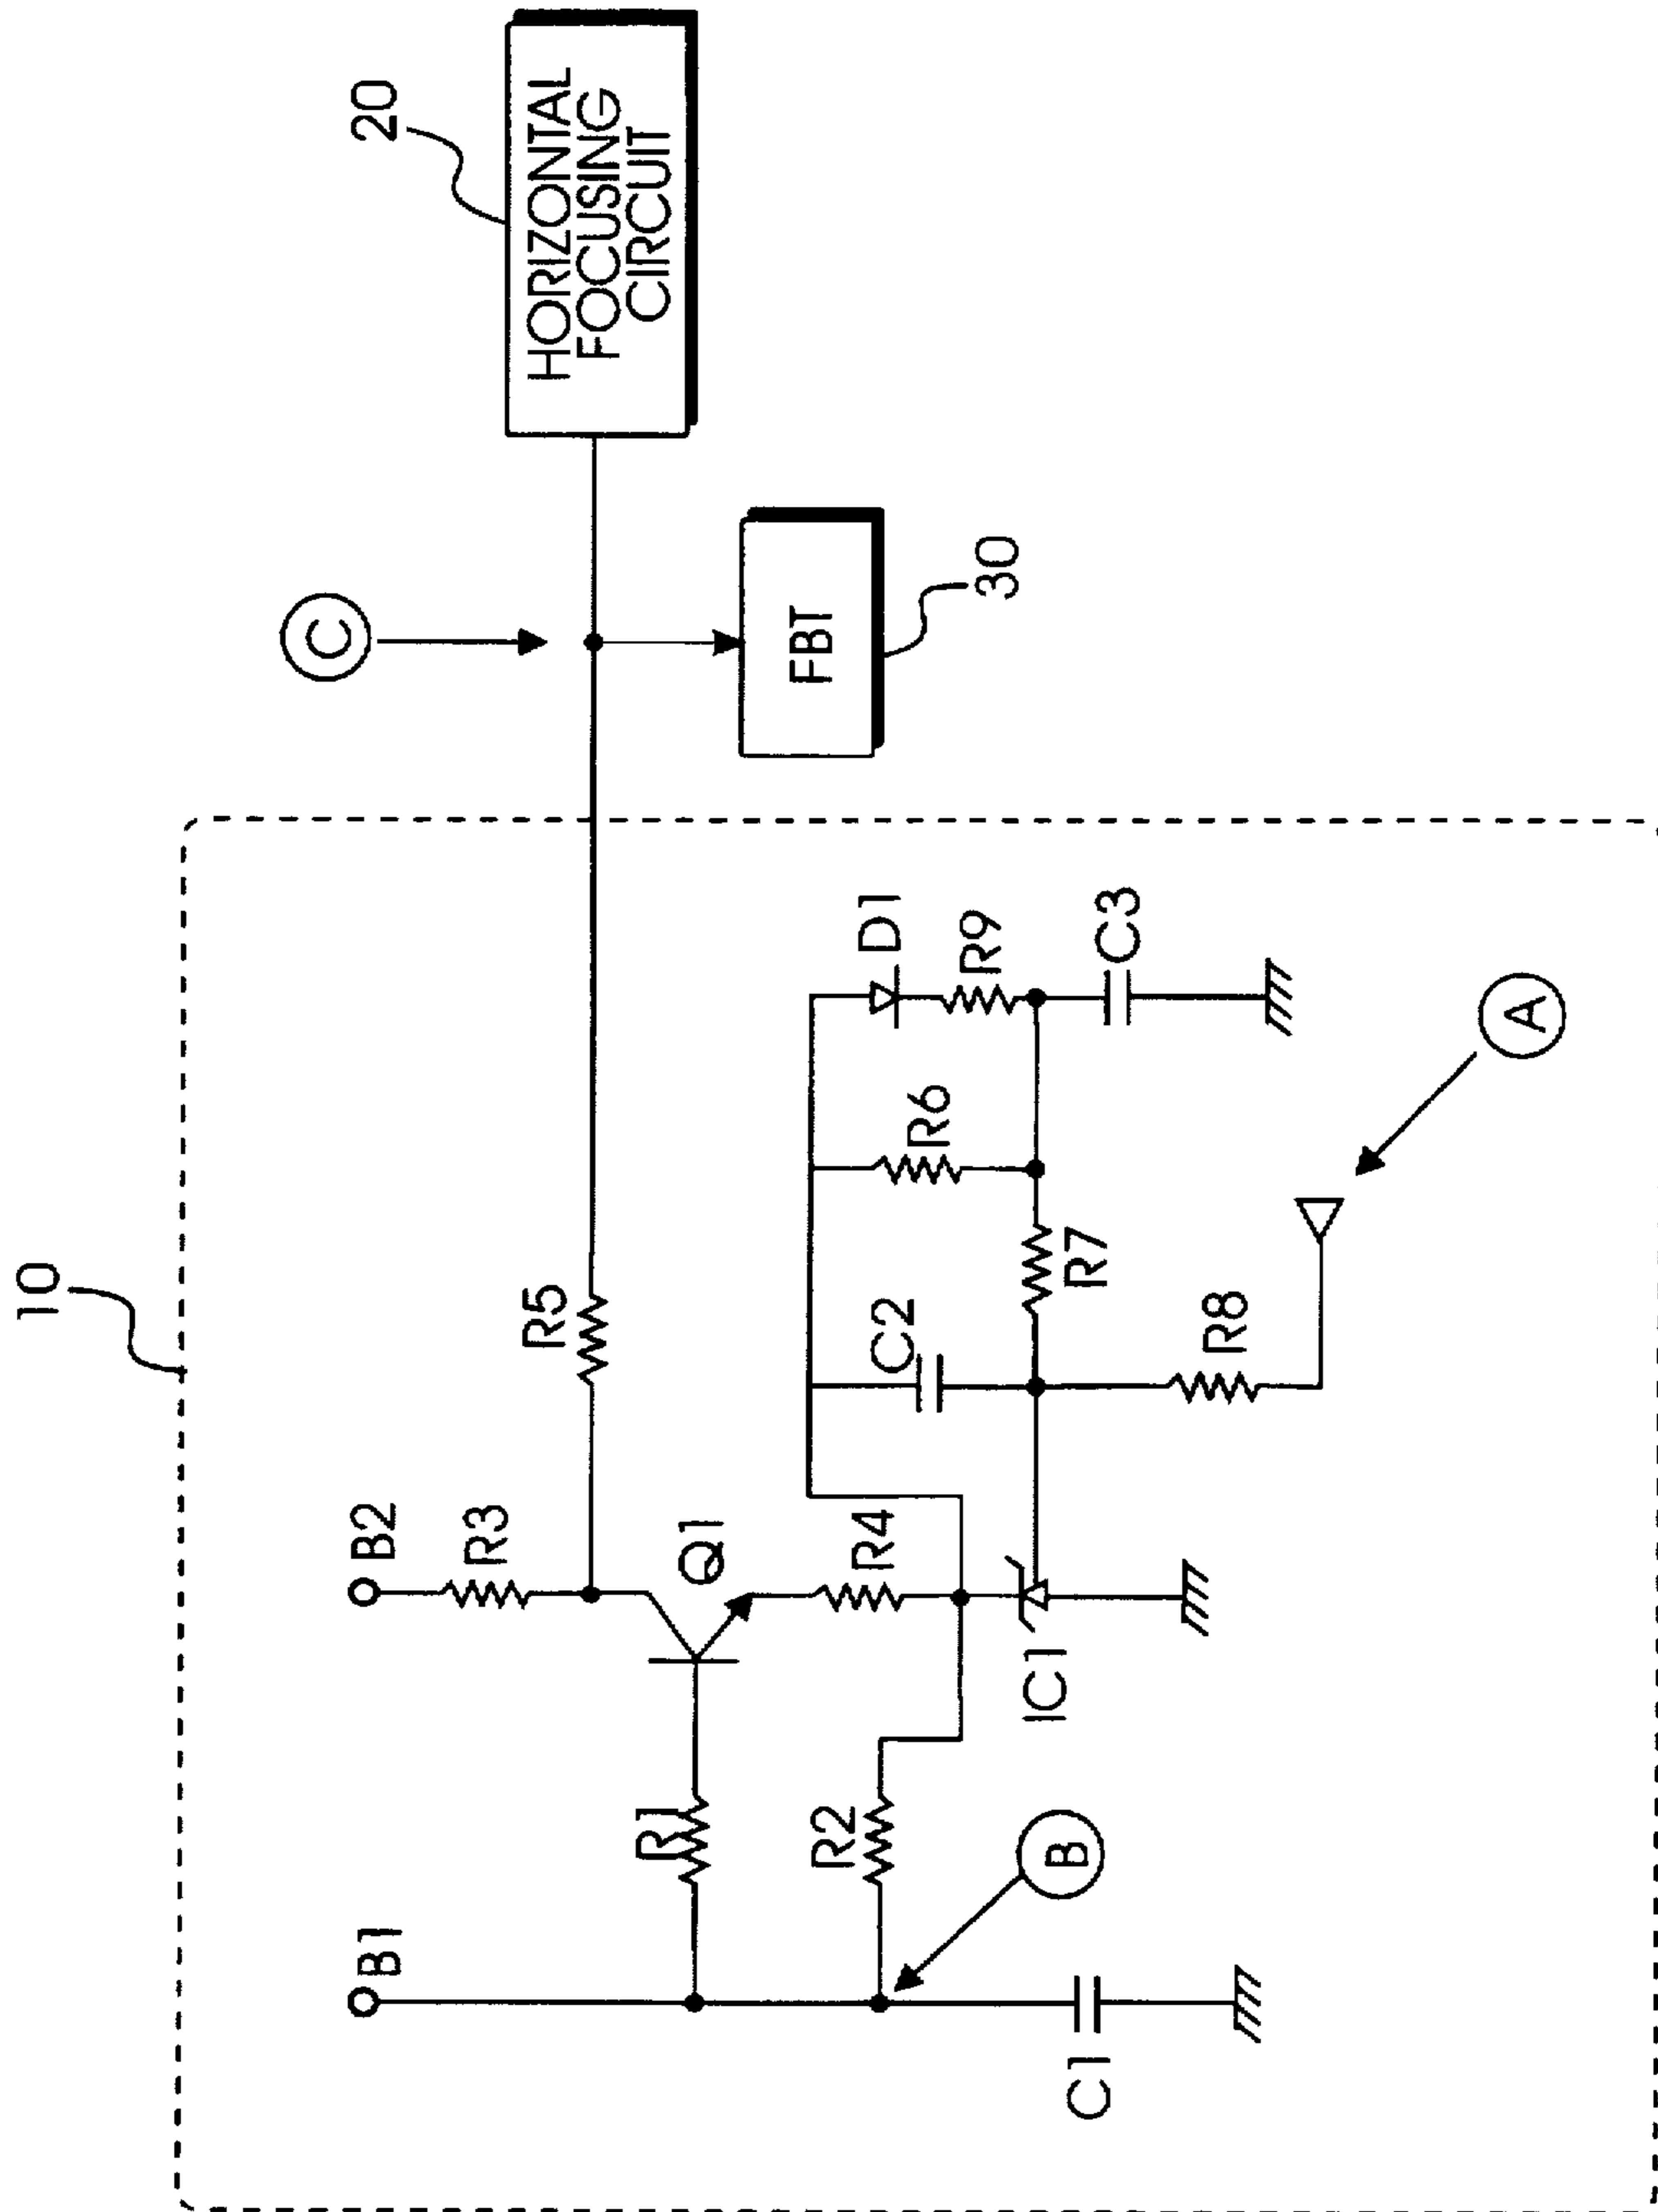 10
20
HORIZONTAL
FOCUSING
CIRCUIT
C
FBT
30
B1
B2
R3
R5
Q1
R1
R4
R2
B
C1
IC1
C2
R6
D1
R9
R7
C3
R8
A